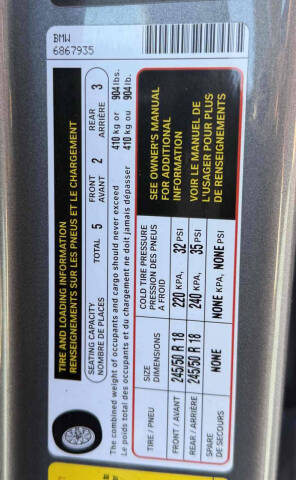 BMW
6867935
TIRE AND LOADING INFORMATION
RENSEIGNEMENTS SUR LES PNEUS ET LE CHARGEMENT
SEATING CAPACITY TOTAL 5 FRONT 2 REAR 3
NOMBRE DE PLACES AVANT ARRIÈRE
The combined weight of occupants and cargo should never exceed 410 kg or 904 lbs.
Le poids total des occupants et du chargement ne doit jamais dépasser 410 kg ou 904 lb.
TIRE / PNEU SIZE COLD TIRE PRESSURE
DIMENSIONS PRESSION DES PNEUS
A FROID
FRONT / AVANT 245/50 R 18 220 KPA, 32 PSI
REAR / ARRIÈRE 245/50 R 18 240 KPA, 35 PSI
SPARE NONE NONE KPA, NONE PSI
DE SECOURS
SEE OWNER'S MANUAL
FOR ADDITIONAL
INFORMATION
VOIR LE MANUEL DE
L'USAGER POUR PLUS
DE RENSEIGNEMENTS